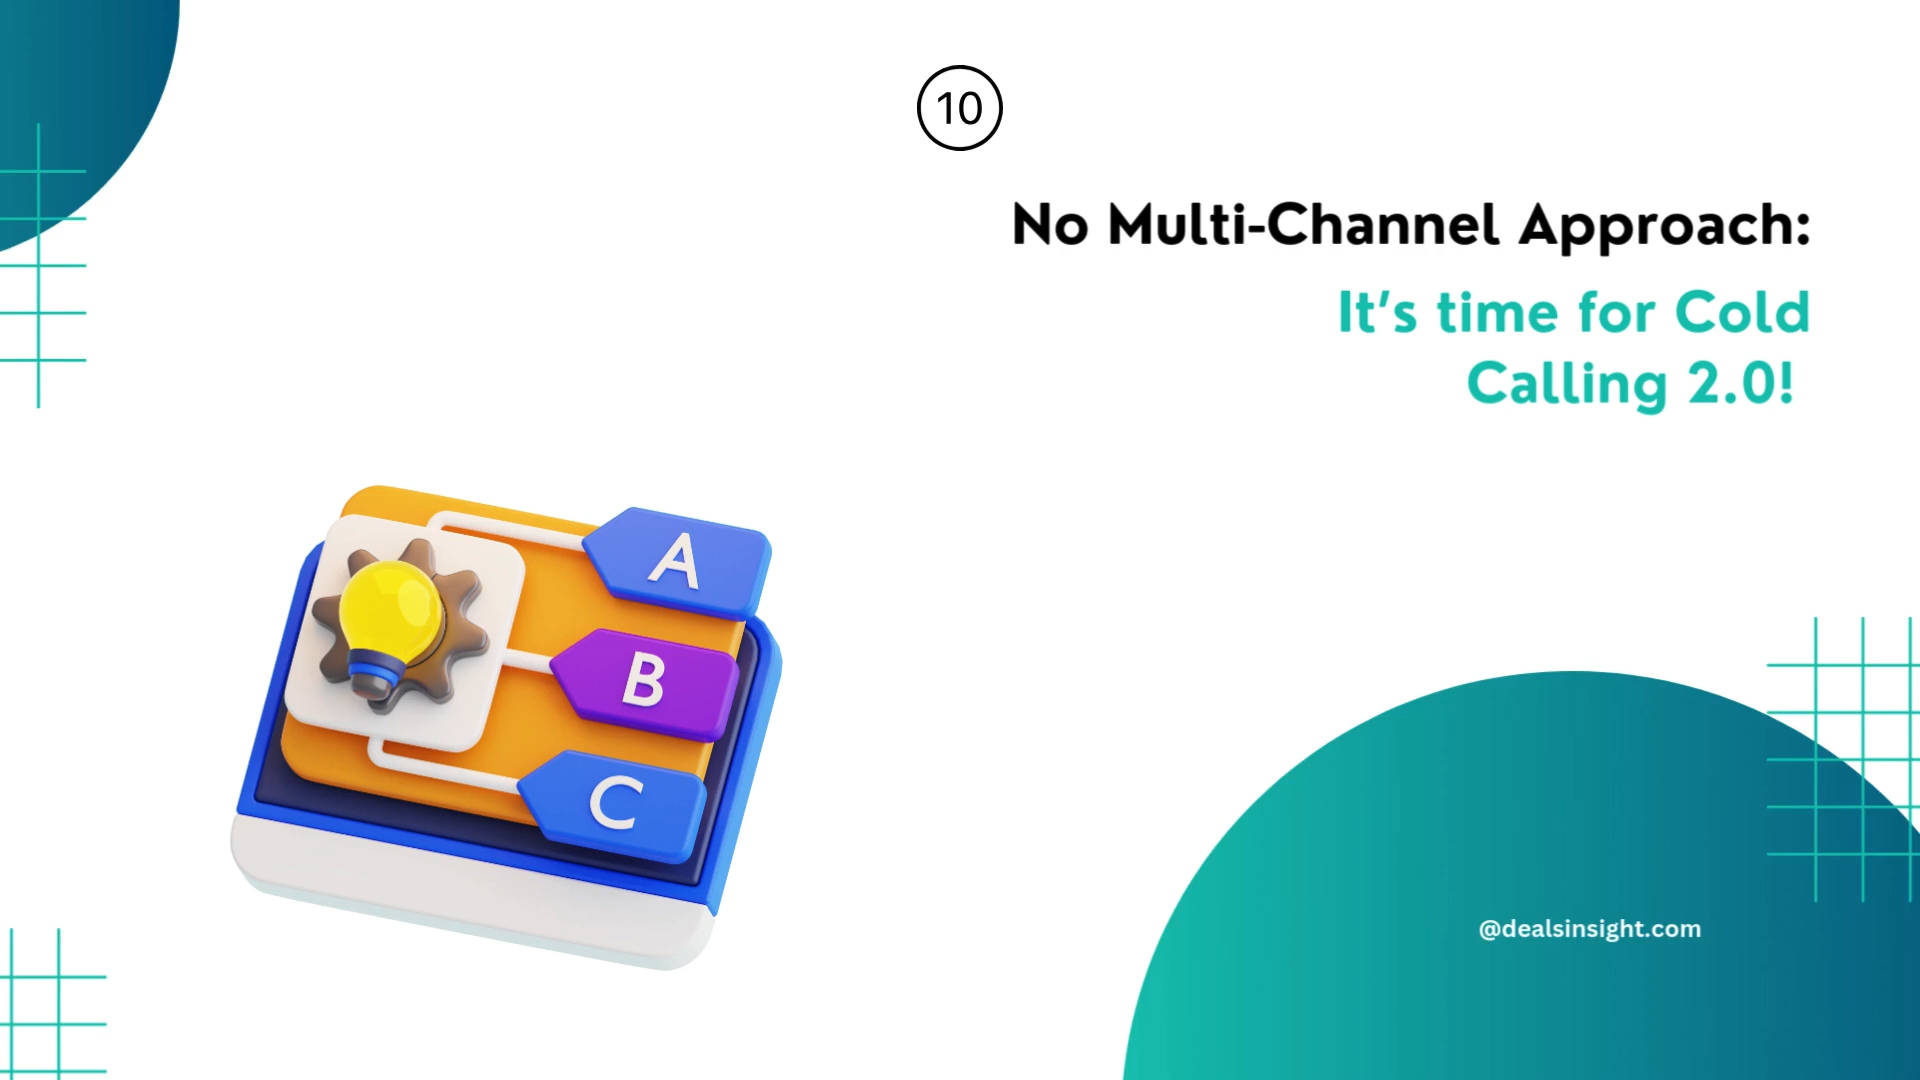 10
No Multi-Channel Approach:
It’s time for Cold
Calling 2.0!
A
B
C
@dealsinsight.com